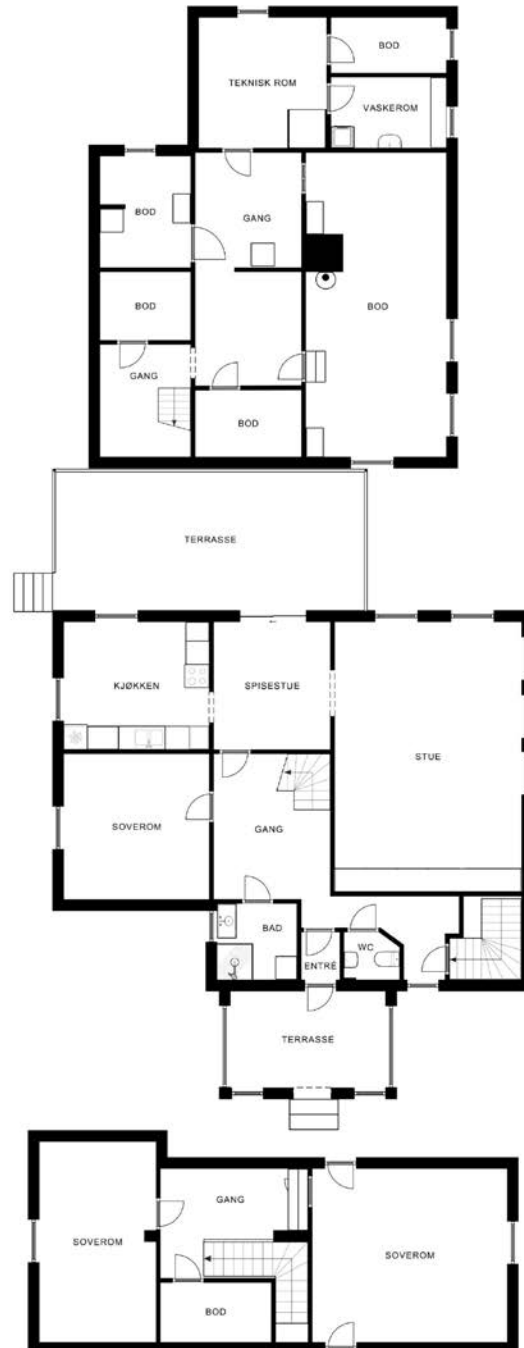 BOD
TEKNISK ROM
VASKEROM
BOD
GANG
BOD
BOD
GANG
BOD
TERRASSE
KJØKKEN
SPISESTUE
STUE
SOVEROM
GANG
BAD
WC
ENTRÉ
TERRASSE
GANG
SOVEROM
SOVEROM
BOD